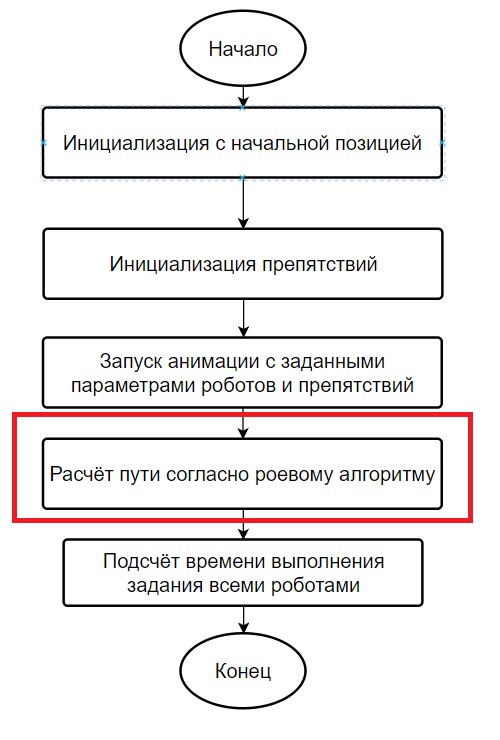 Начало
Инициализация с начальной позицией
Инициализация препятствий
Запуск анимации с заданными
параметрами роботов и препятствий
Расчёт пути согласно роевому алгоритму
Подсчёт времени выполнения
задания всеми роботами
Конец